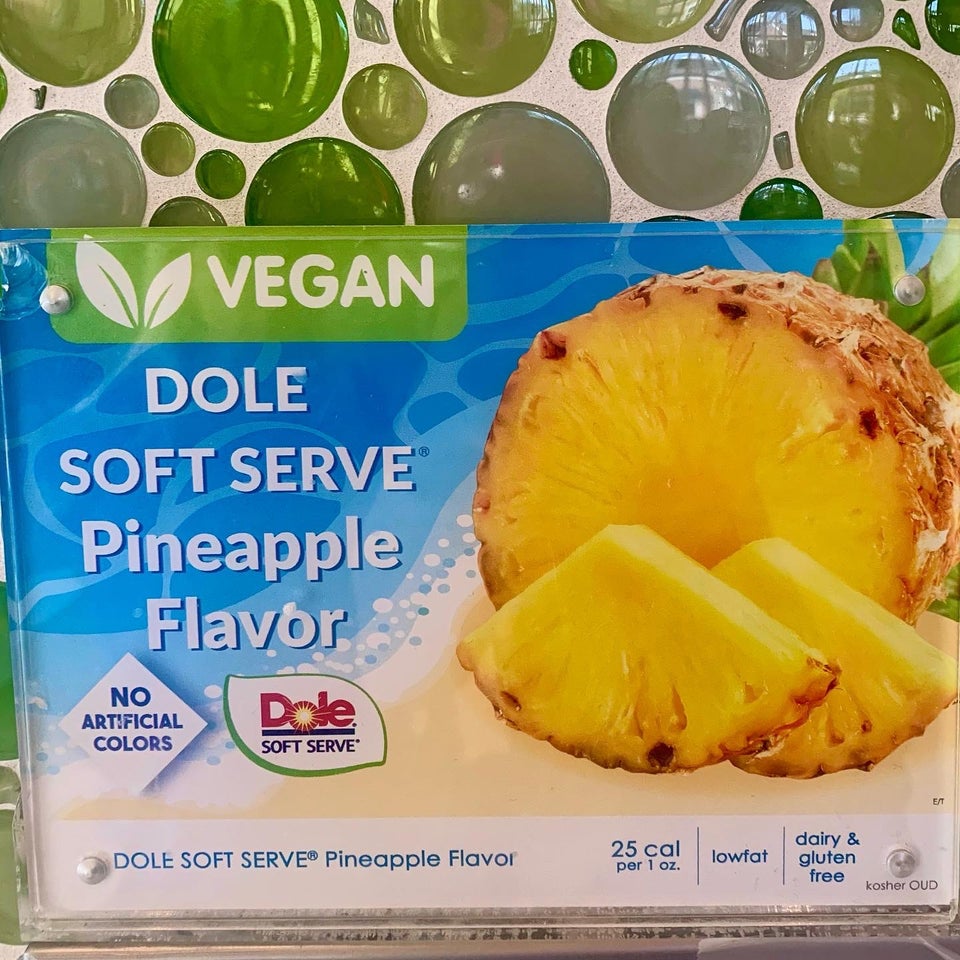 VEGAN
DOLE
SOFT SERVE®
Pineapple
Flavor
NO
ARTIFICIAL
COLORS
Dole
SOFT SERVE®
E/T
DOLE SOFT SERVE® Pineapple Flavor
25 cal
per 1 oz.
lowfat
dairy &
gluten
free
kosher OUD